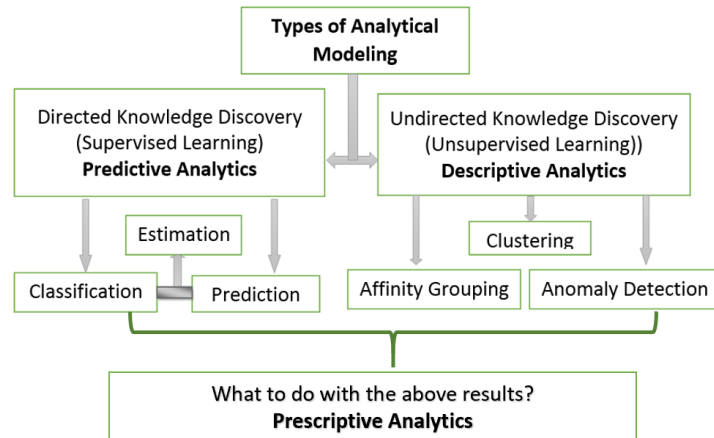 Types of Analytical
Modeling
Directed Knowledge Discovery
(Supervised Learning)
Predictive Analytics
Undirected Knowledge Discovery
(Unsupervised Learning))
Descriptive Analytics
Estimation
Clustering
Classification
Prediction
Affinity Grouping
Anomaly Detection
What to do with the above results?
Prescriptive Analytics